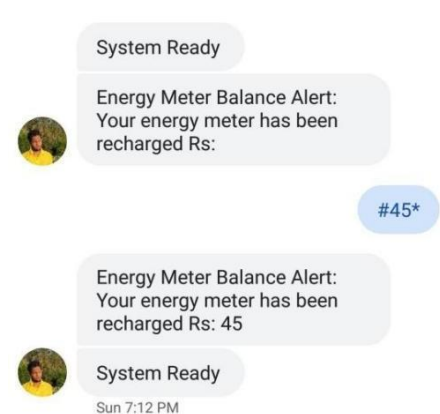 System Ready
Energy Meter Balance Alert:
Your energy meter has been
recharged Rs:
#45*
Energy Meter Balance Alert:
Your energy meter has been
recharged Rs: 45
System Ready
Sun 7:12 PM